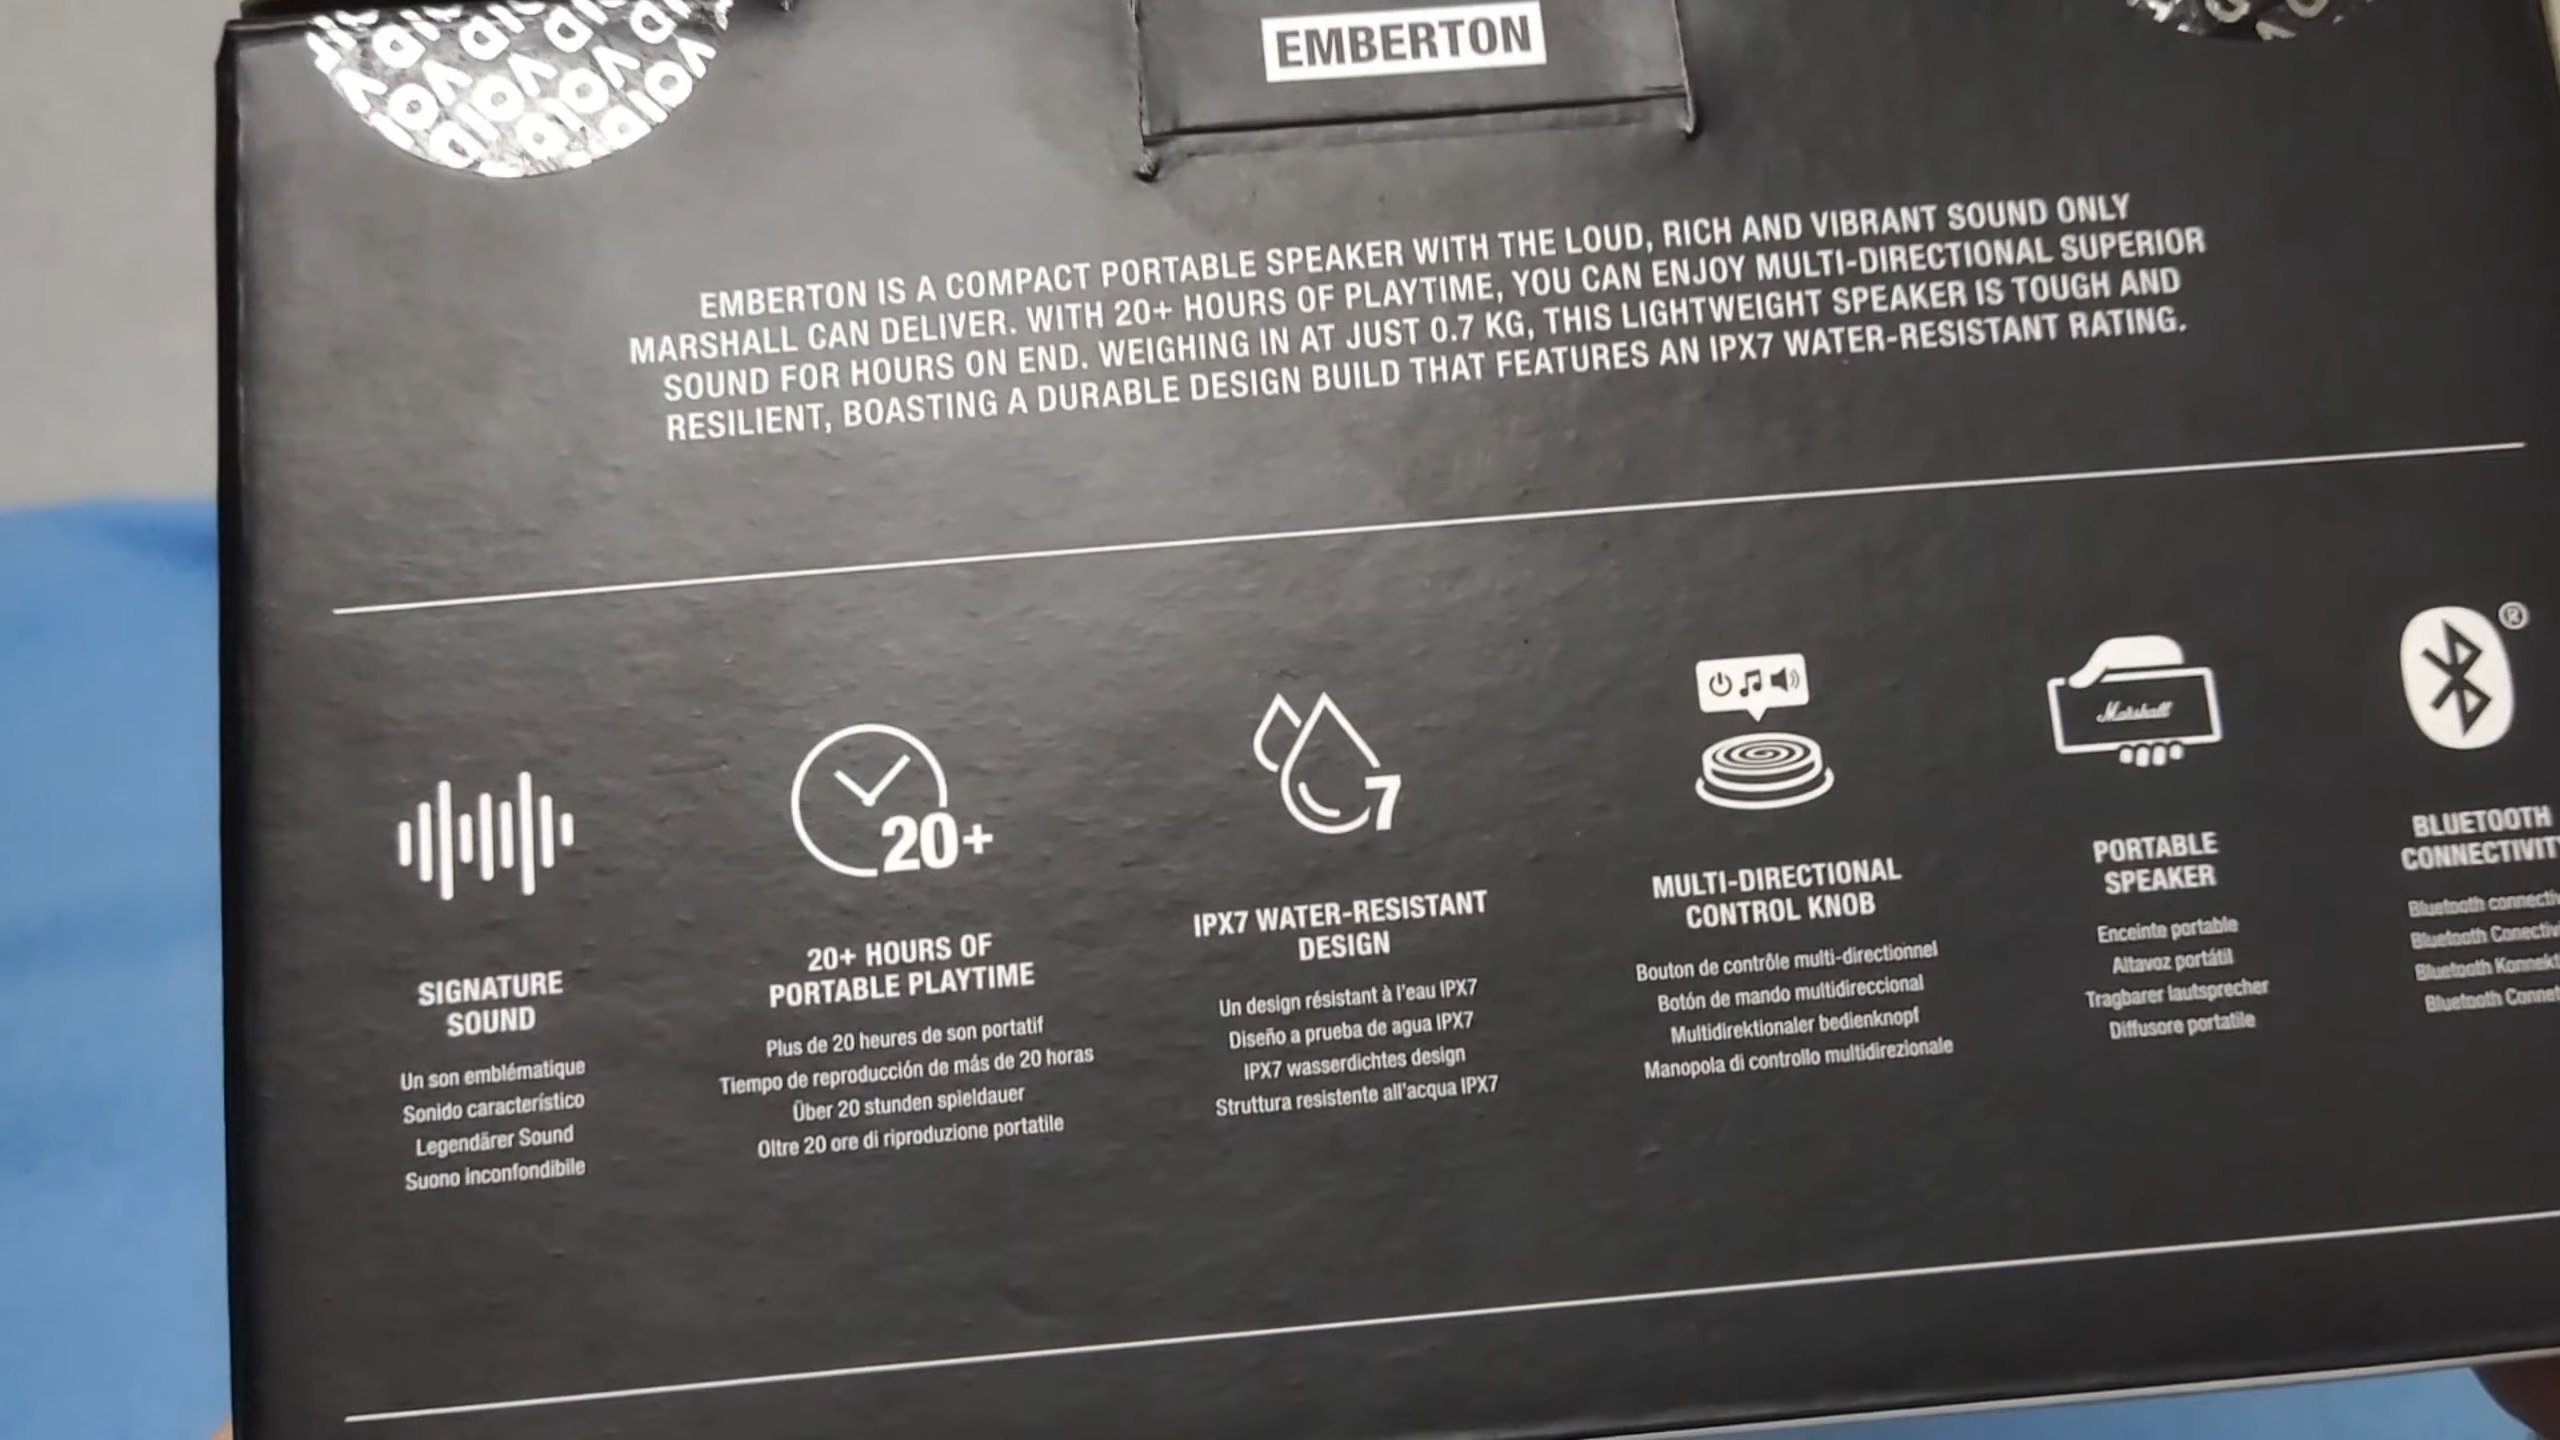 VOID VOID VOID
EMBERTON
EMBERTON IS A COMPACT PORTABLE SPEAKER WITH THE LOUD, RICH AND VIBRANT SOUND ONLY
MARSHALL CAN DELIVER. WITH 20+ HOURS OF PLAYTIME, YOU CAN ENJOY MULTI-DIRECTIONAL SUPERIOR
SOUND FOR HOURS ON END. WEIGHING IN AT JUST 0.7 KG, THIS LIGHTWEIGHT SPEAKER IS TOUGH AND
RESILIENT, BOASTING A DURABLE DESIGN BUILD THAT FEATURES AN IPX7 WATER-RESISTANT RATING.
SIGNATURE
SOUND
Un son emblématique
Sonido característico
Legendärer Sound
Suono inconfondibile
20+
20+ HOURS OF
PORTABLE PLAYTIME
Plus de 20 heures de son portatif
Tiempo de reproducción de más de 20 horas
Über 20 stunden spieldauer
Oltre 20 ore di riproduzione portatile
7
IPX7 WATER-RESISTANT
DESIGN
Un design résistant à l'eau IPX7
Diseño a prueba de agua IPX7
IPX7 wasserdichtes design
Struttura resistente all'acqua IPX7
MULTI-DIRECTIONAL
CONTROL KNOB
Bouton de contrôle multi-directionnel
Botón de mando multidireccional
Multidirektionaler bedienknopf
Manopola di controllo multidirezionale
Marshall
PORTABLE
SPEAKER
Enceinte portable
Altavoz portátil
Tragbarer lautsprecher
Diffusore portatile
®
BLUETOOTH
CONNECTIVIT
Bluetooth
Bluetooth
Bluetooth
Bluetooth